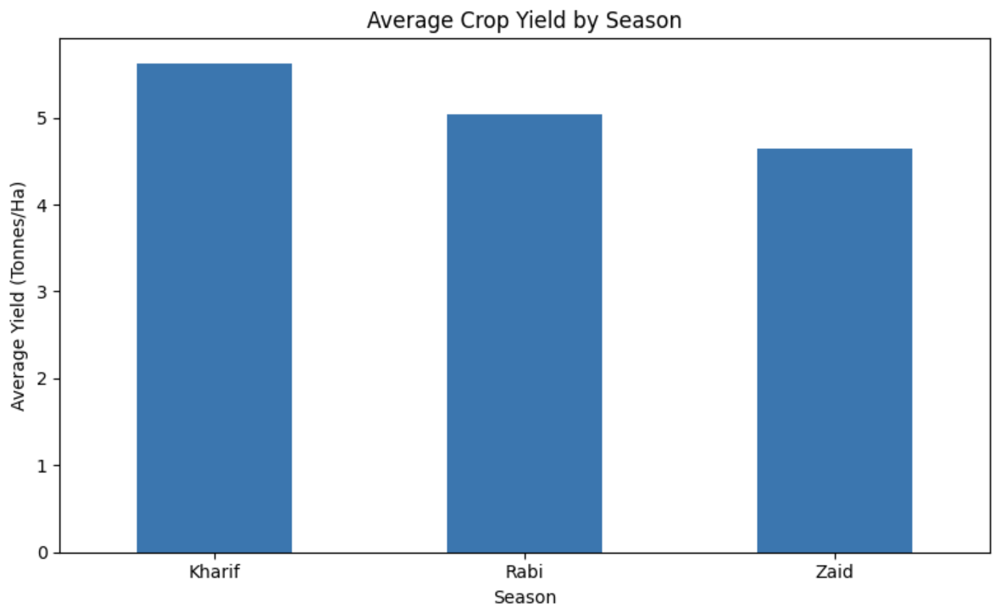 Average Crop Yield by Season
Average Yield (Tonnes/Ha)
5
4
3
2
1
0
Kharif
Rabi
Zaid
Season